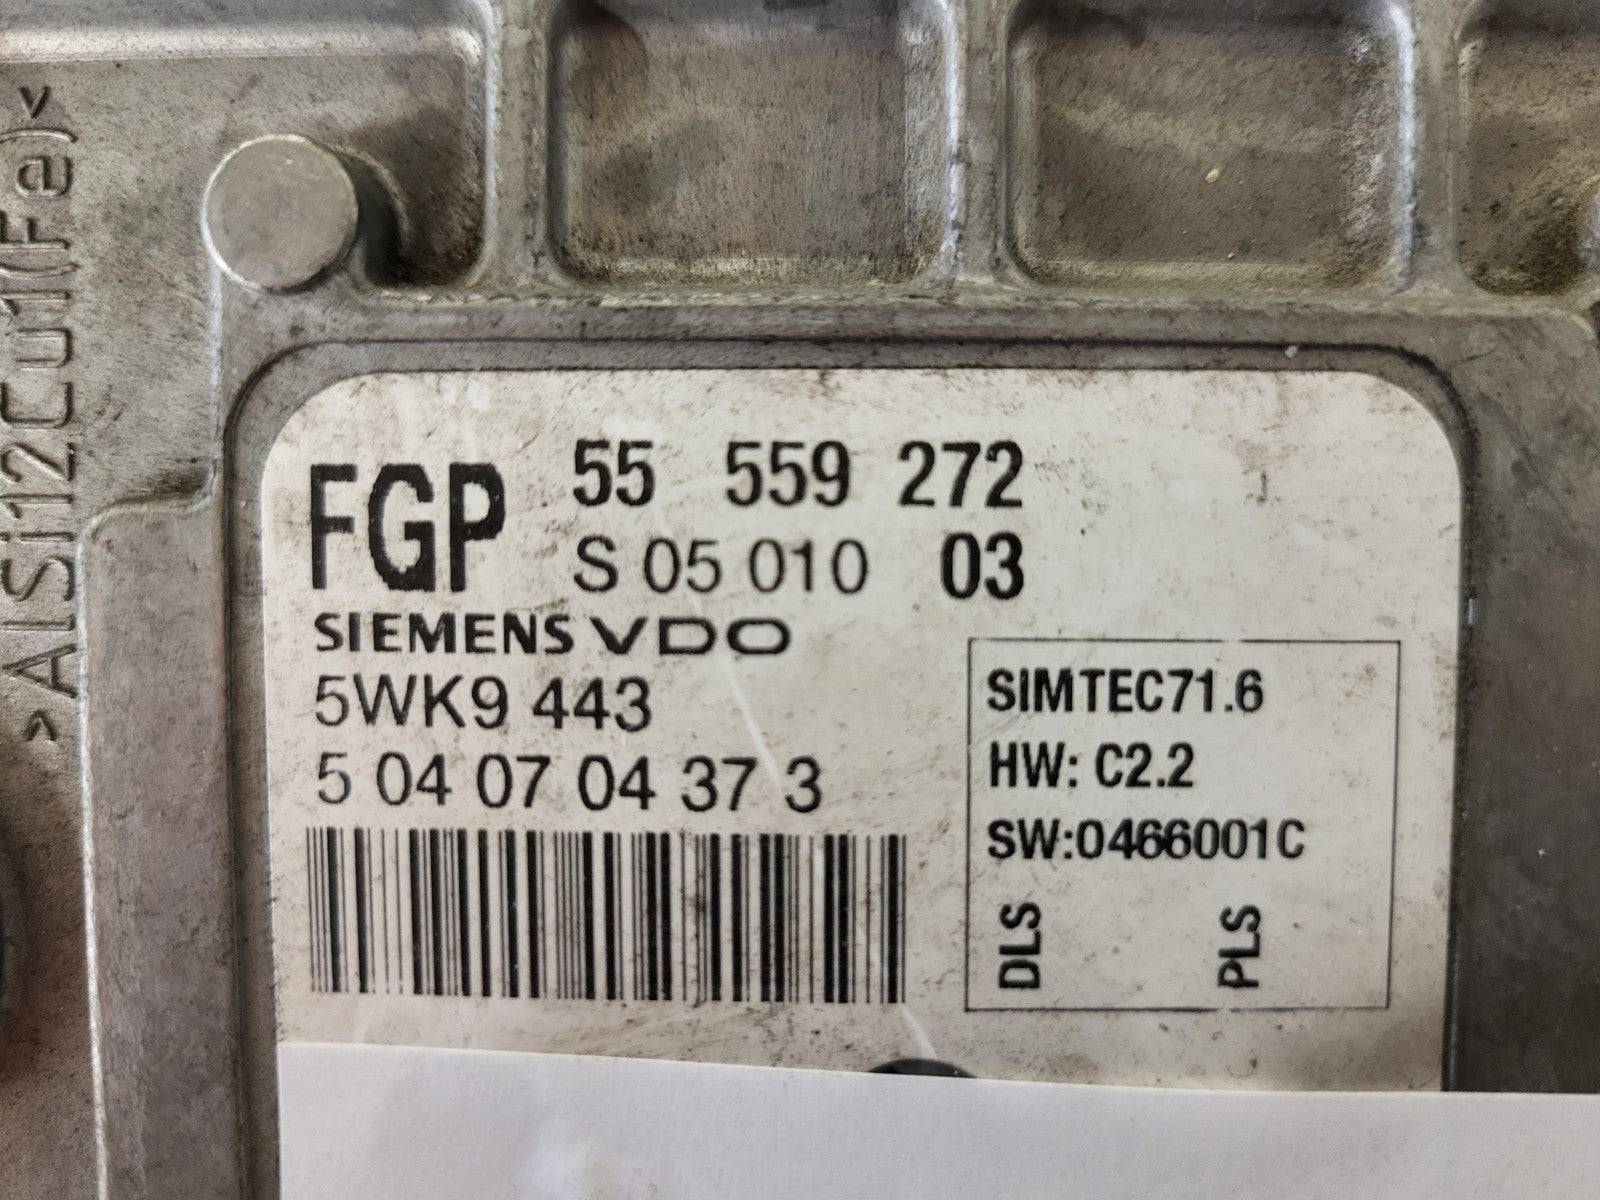 >AlSi12Cu1(Fe)<
FGP 55 559 272
S 05 010 03
SIEMENS VDO
5WK9 443
5 04 07 04 37 3
SIMTEC71.6
HW: C2.2
SW:0466001C
DLS PLS